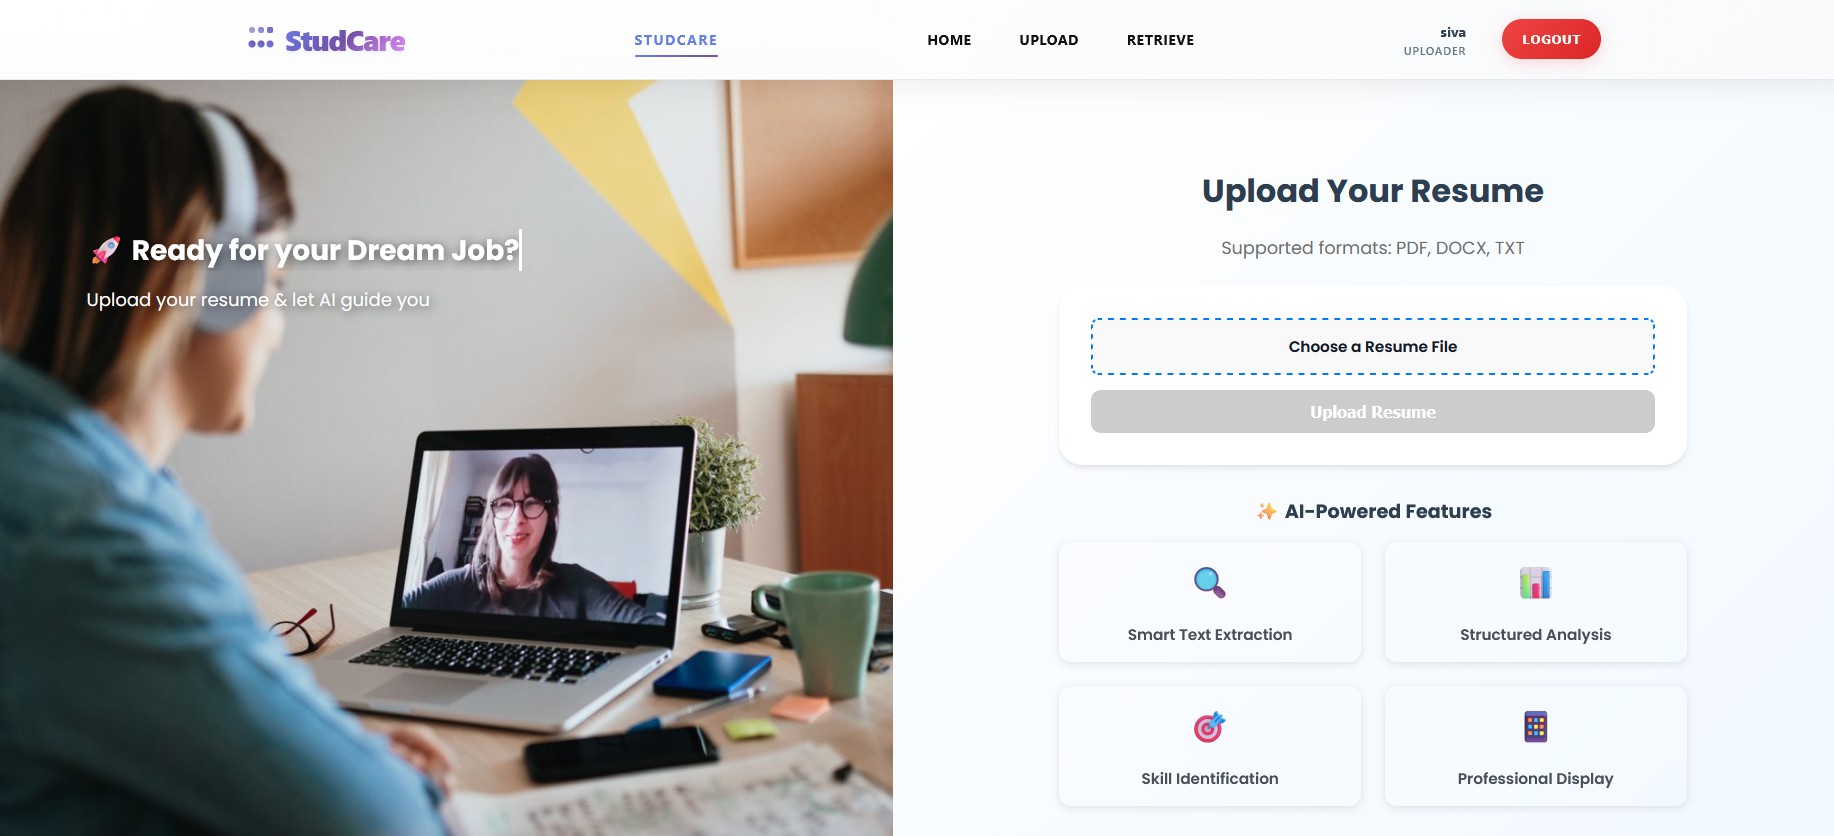 StudCare
STUDCARE
HOME
UPLOAD
RETRIEVE
siva
UPLOADER
LOGOUT
🚀 Ready for your Dream Job?
Upload your resume & let AI guide you
Upload Your Resume
Supported formats: PDF, DOCX, TXT
Choose a Resume File
Upload Resume
✨ AI-Powered Features
Smart Text Extraction
Structured Analysis
Skill Identification
Professional Display